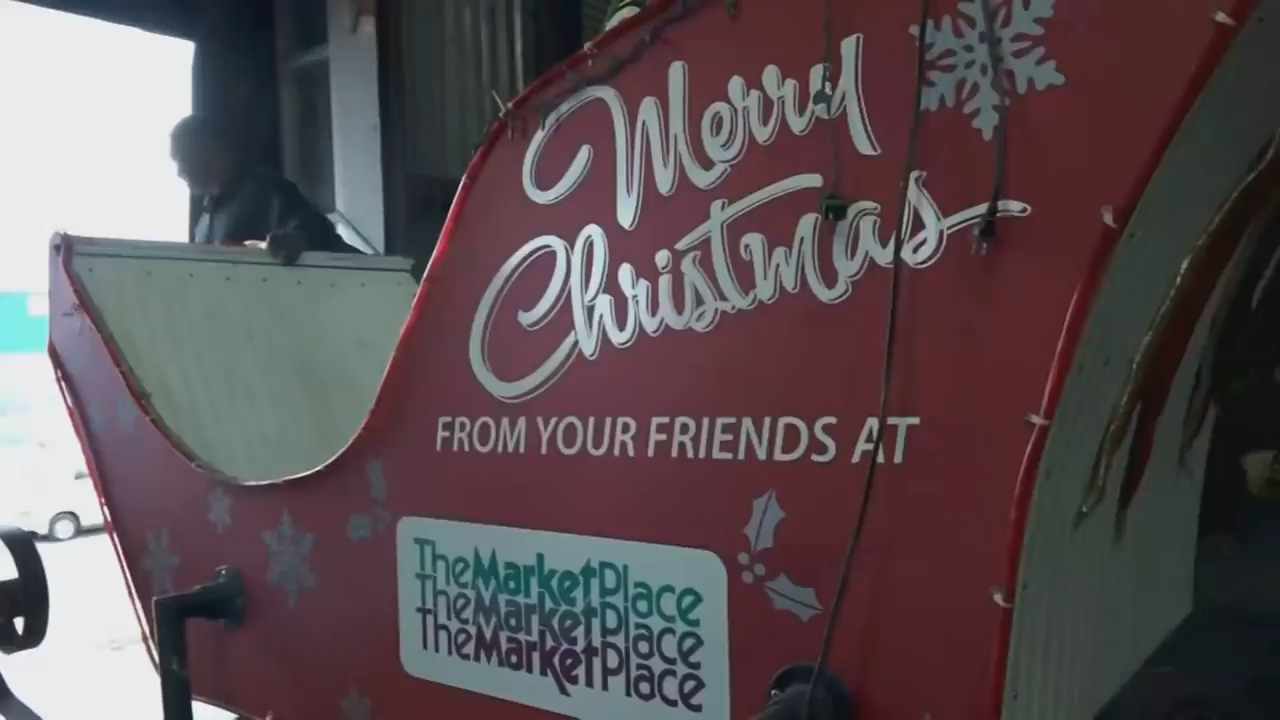 Merry
Christmas
FROM YOUR FRIENDS AT
TheMarketPlace
TheMarketPlace
TheMarketPlace